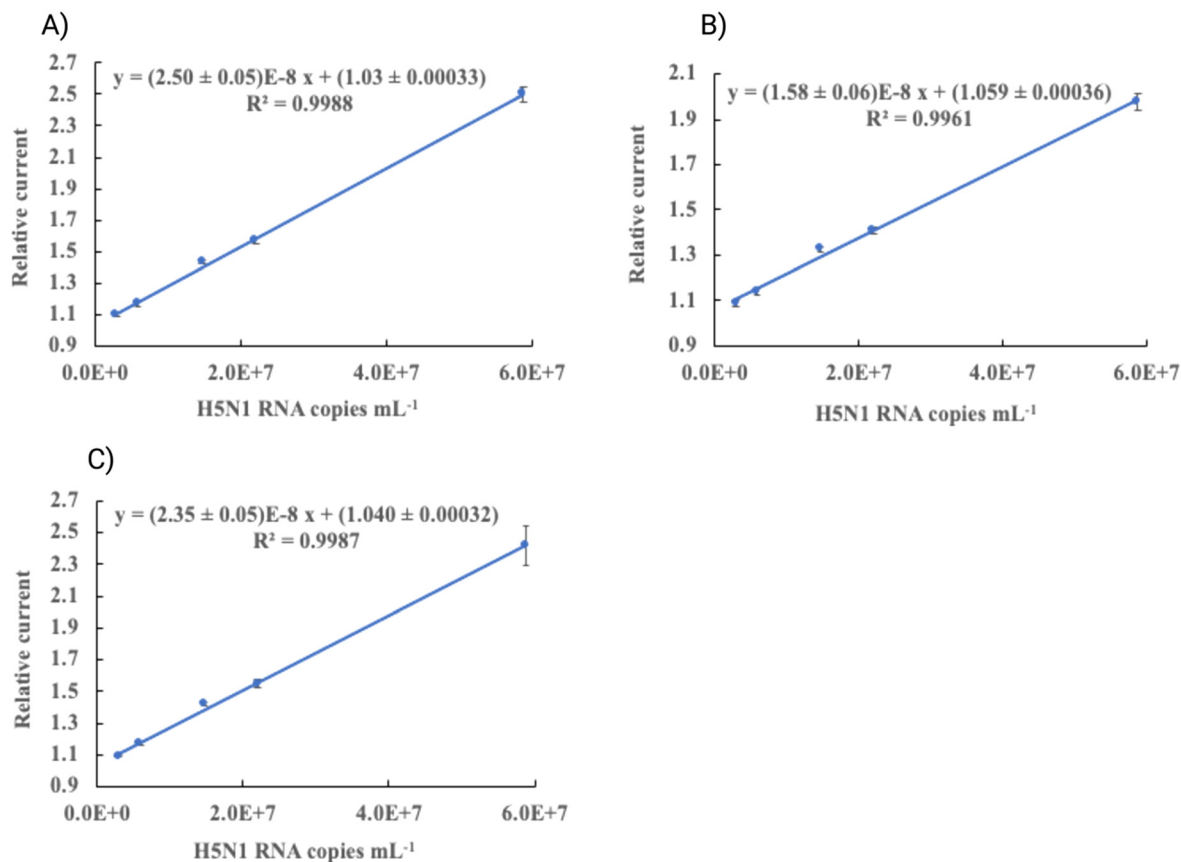 A)
y = (2.50 ± 0.05)E-8 x + (1.03 ± 0.00033)
R² = 0.9988
2.7
2.5
2.3
2.1
1.9
1.7
1.5
1.3
1.1
0.9
Relative current
0.0E+0 2.0E+7 4.0E+7 6.0E+7
H5N1 RNA copies mL⁻¹
B)
y = (1.58 ± 0.06)E-8 x + (1.059 ± 0.00036)
R² = 0.9961
2.1
1.9
1.7
1.5
1.3
1.1
0.9
Relative current
0.0E+0 2.0E+7 4.0E+7 6.0E+7
H5N1 RNA copies mL⁻¹
C)
y = (2.35 ± 0.05)E-8 x + (1.040 ± 0.00032)
R² = 0.9987
2.7
2.5
2.3
2.1
1.9
1.7
1.5
1.3
1.1
0.9
Relative current
0.0E+0 2.0E+7 4.0E+7 6.0E+7
H5N1 RNA copies mL⁻¹